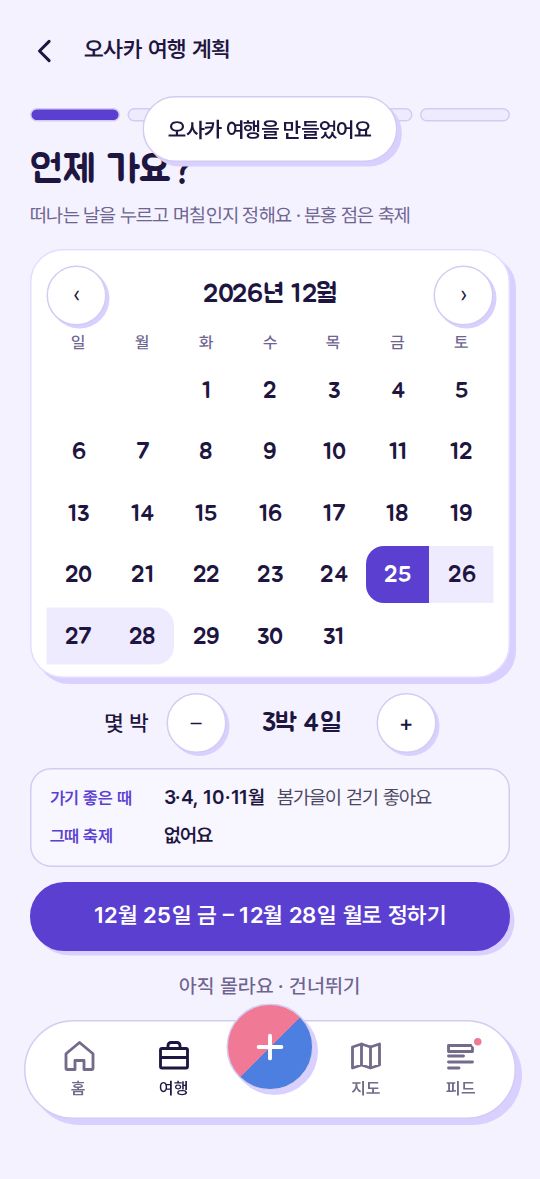 오사카 여행 계획
오사카 여행을 만들었어요
언제 가요?
떠나는 날을 누르고 며칠인지 정해요 · 분홍 점은 축제
‹ 2026년 12월 ›
일 월 화 수 목 금 토
1 2 3 4 5
6 7 8 9 10 11 12
13 14 15 16 17 18 19
20 21 22 23 24 25 26
27 28 29 30 31
몇 박 − 3박 4일 +
가기 좋은 때 3·4, 10·11월 봄가을이 걷기 좋아요
그때 축제 없어요
12월 25일 금 – 12월 28일 월로 정하기
아직 몰라요 · 건너뛰기
홈 여행 지도 피드